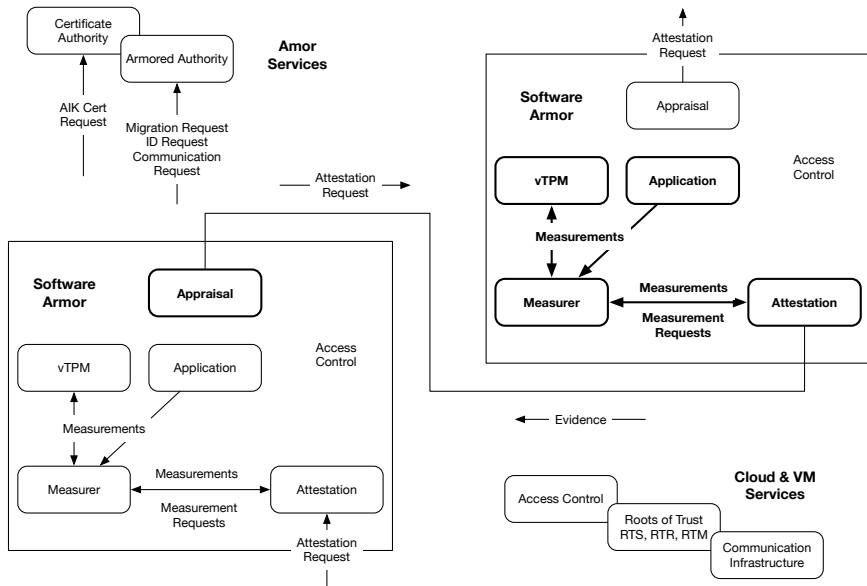 Certificate
Authority
Armored Authority
Amor
Services
AIK Cert
Request
Migration Request
ID Request
Communication
Request
Attestation
Request
Attestation
Request
Software
Armor
Appraisal
Access
Control
vTPM
Application
Measurements
Measurer
Measurements
Measurement
Requests
Attestation
Software
Armor
Appraisal
Access
Control
vTPM
Application
Measurements
Measurer
Measurements
Measurement
Requests
Attestation
Attestation
Request
Evidence
Cloud & VM
Services
Access Control
Roots of Trust
RTS, RTR, RTM
Communication
Infrastructure